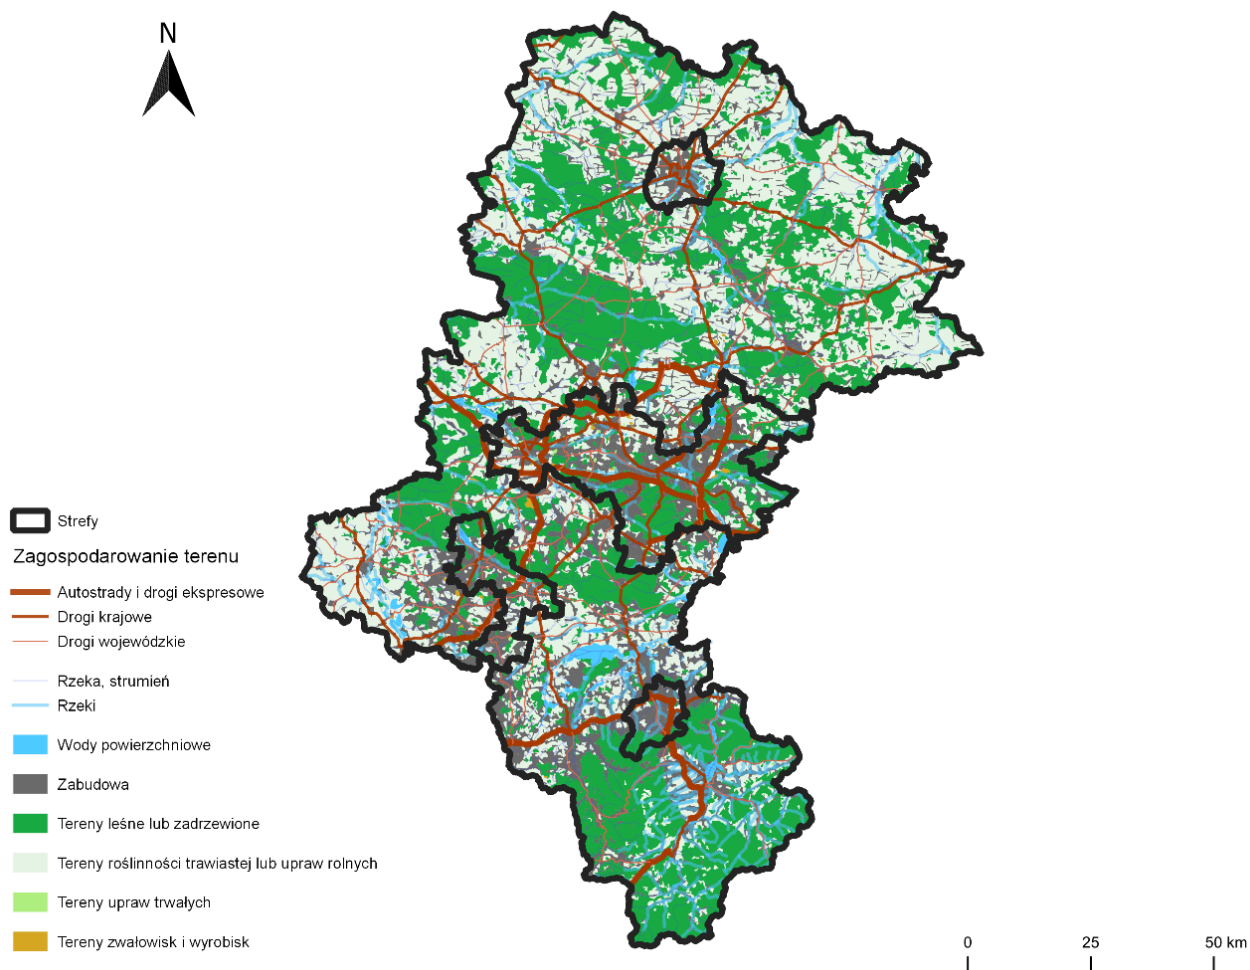 N
Strefy
Zagospodarowanie terenu
Autostrady i drogi ekspresowe
Drogi krajowe
Drogi wojewódzkie
Rzeka, strumień
Rzeki
Wody powierzchniowe
Zabudowa
Tereny leśne lub zadrzewione
Tereny roślinności trawiastej lub upraw rolnych
Tereny upraw trwałych
Tereny zwałowisk i wyrobisk
0 25 50 km